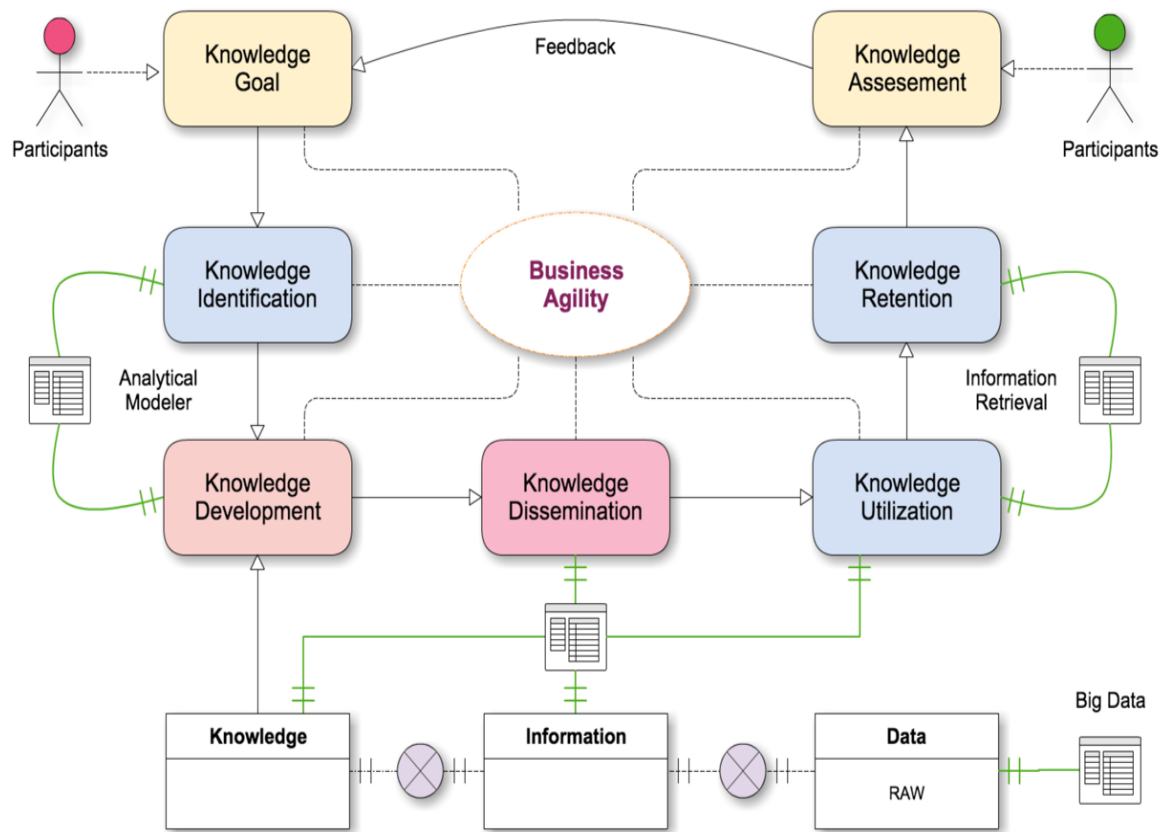 Knowledge
Goal
Feedback
Knowledge
Assesement
Participants
Participants
Knowledge
Identification
Business
Agility
Knowledge
Retention
Analytical
Modeler
Information
Retrieval
Knowledge
Development
Knowledge
Dissemination
Knowledge
Utilization
Big Data
Knowledge
Information
Data
RAW